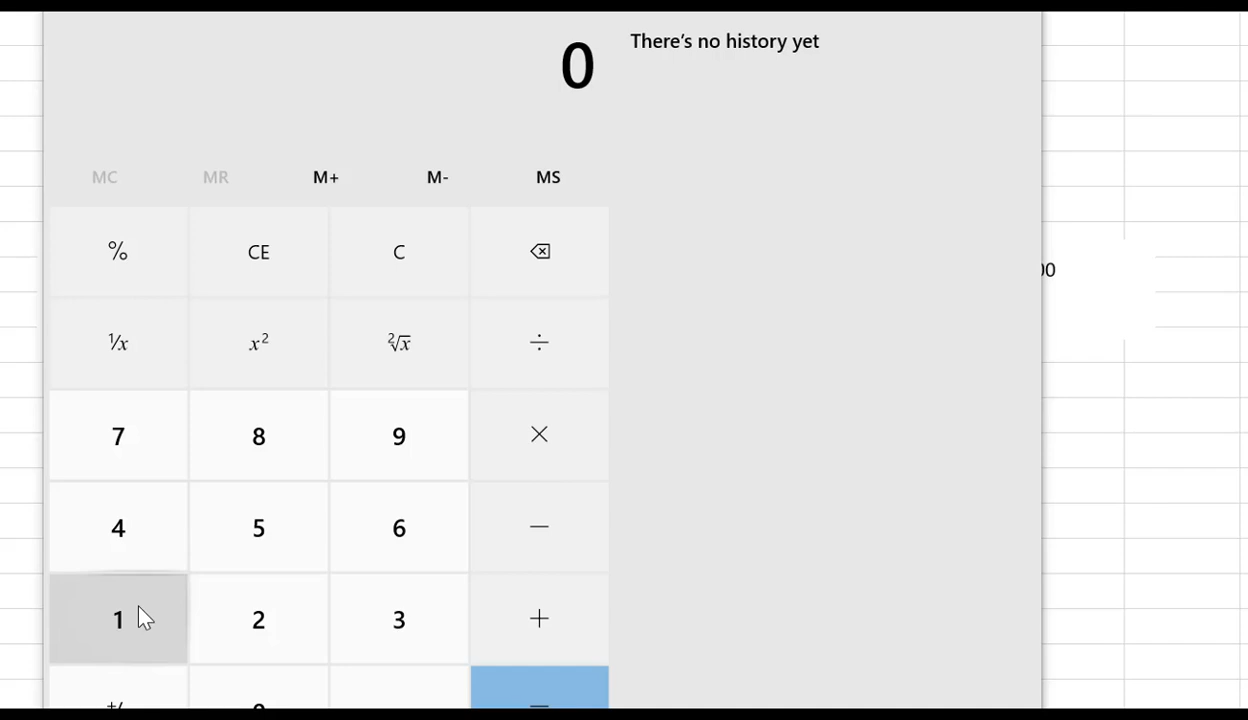 0
There's no history yet
MC MR M+ M- MS
% CE C
¹⁄x x² ²√x ÷
7 8 9 ×
4 5 6 −
1 2 3 +
00